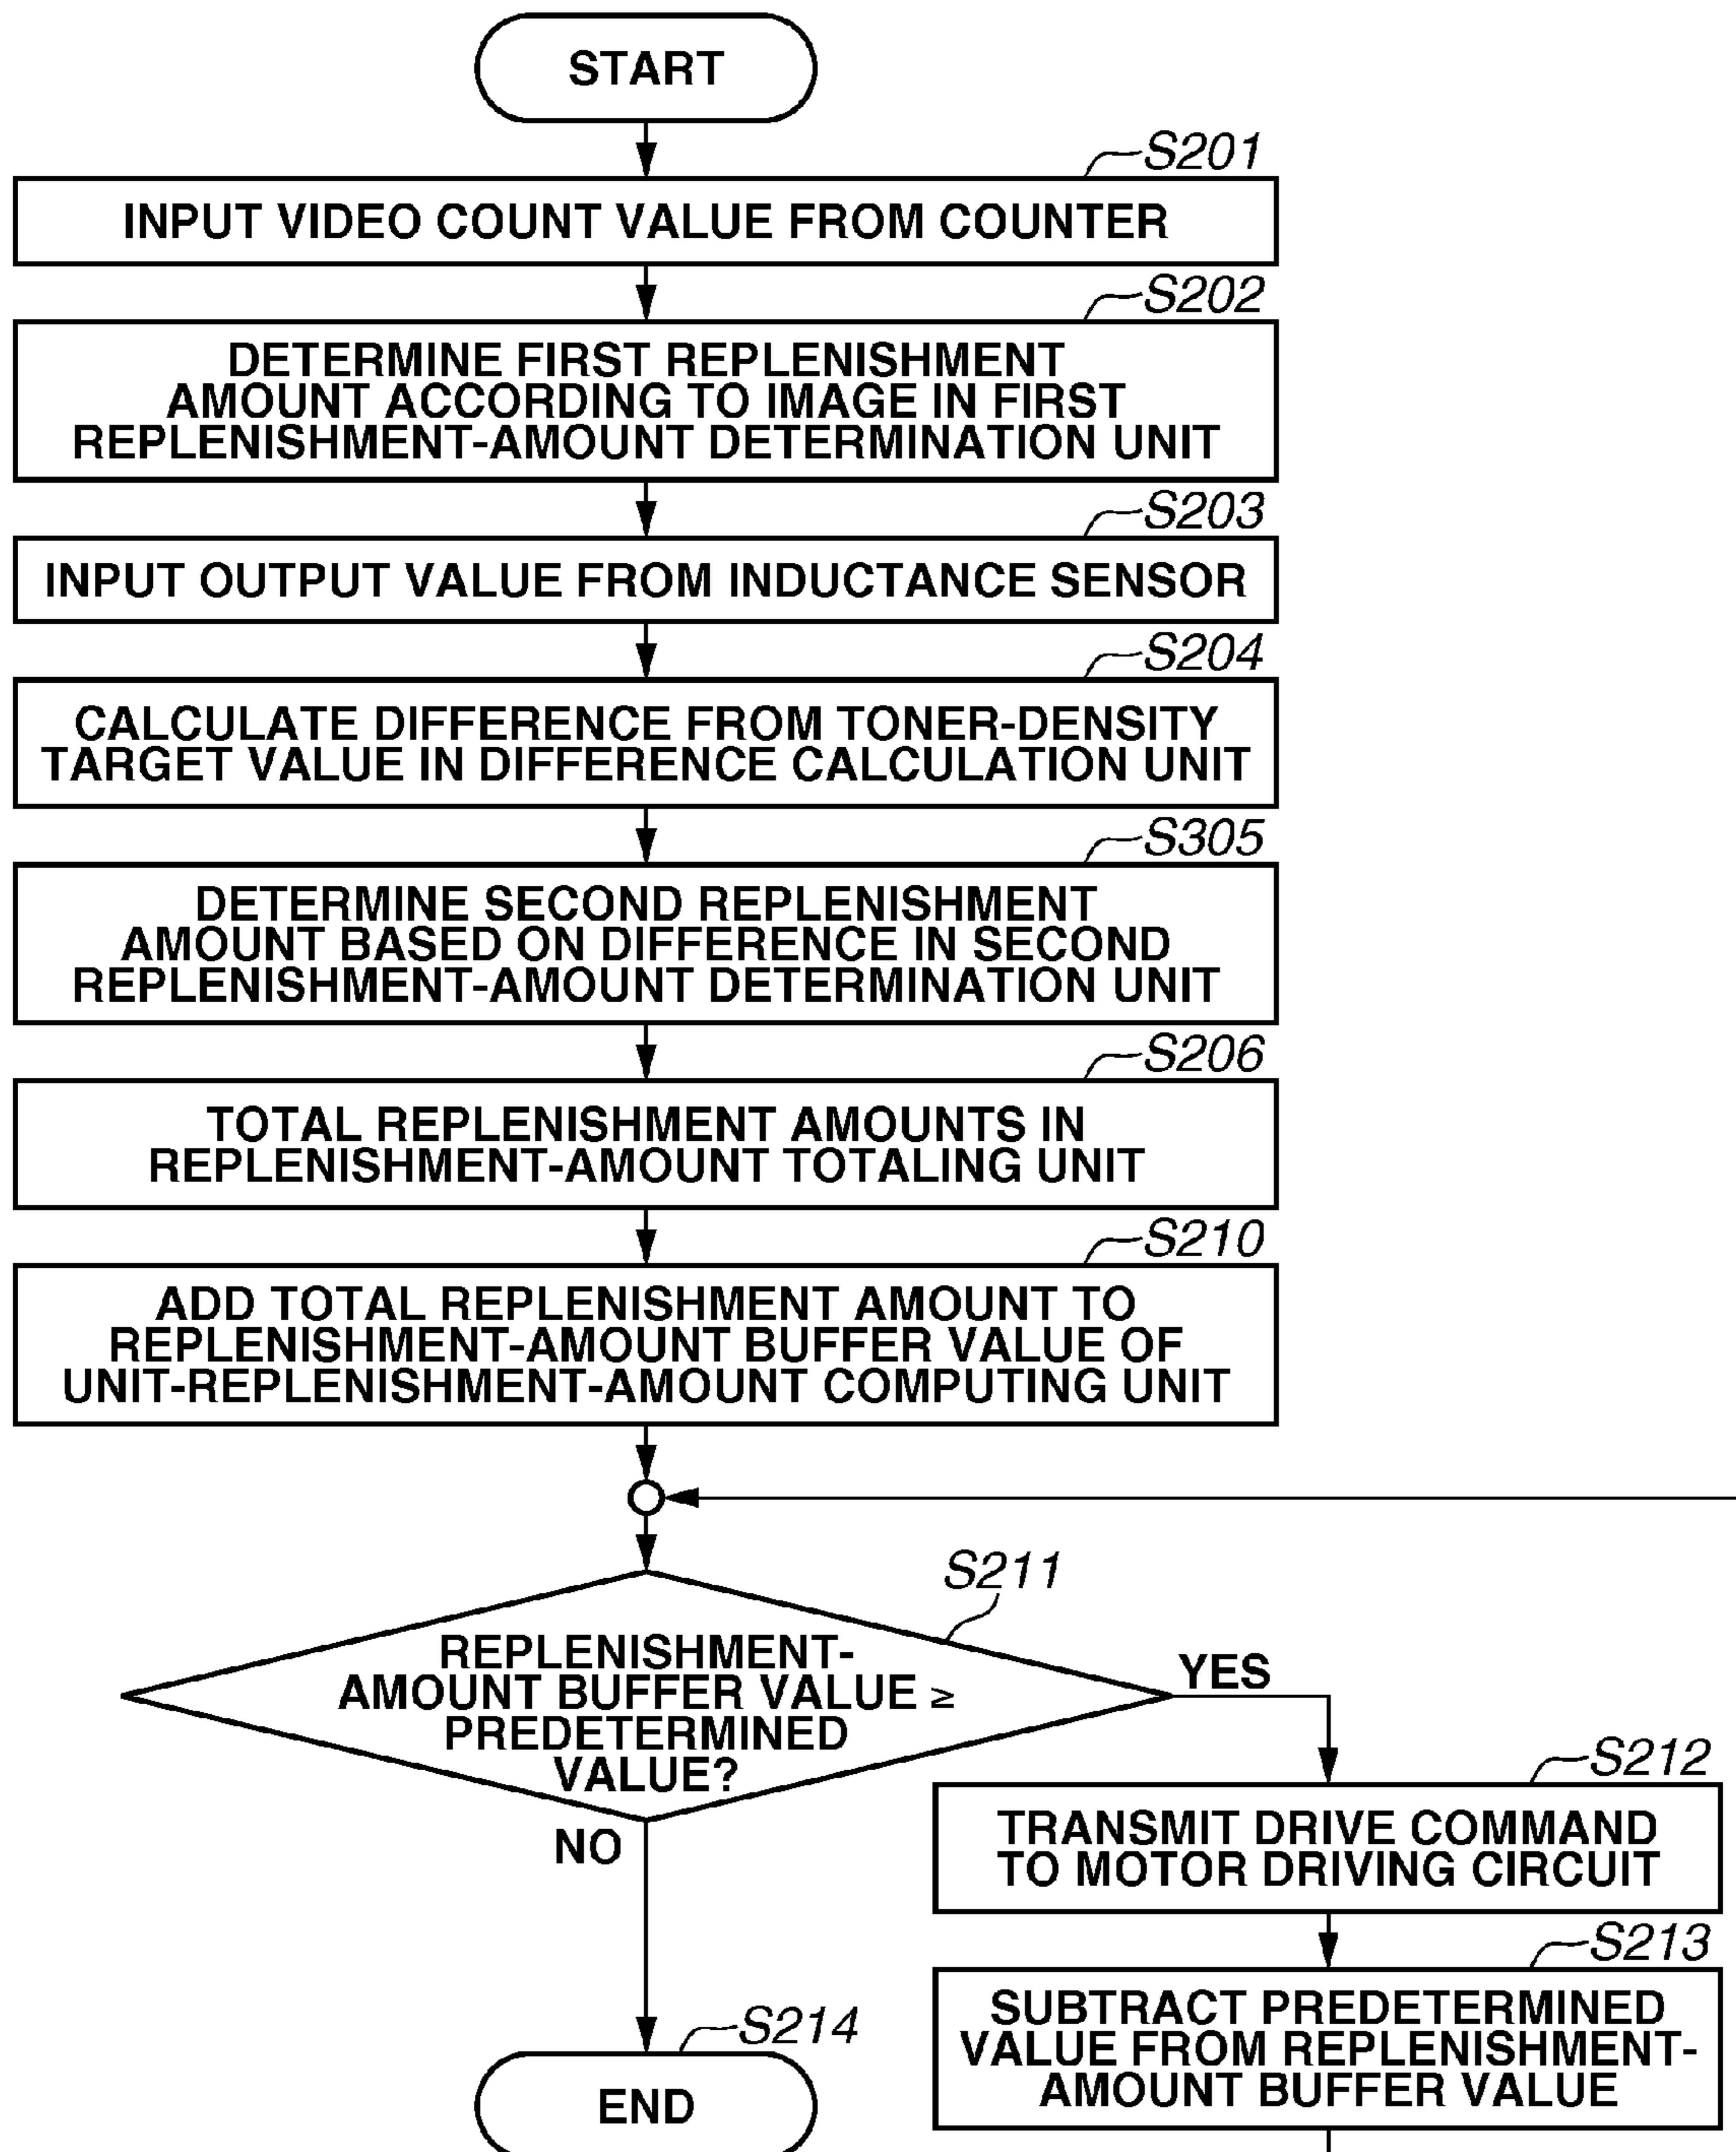 START
S201
INPUT VIDEO COUNT VALUE FROM COUNTER
S202
DETERMINE FIRST REPLENISHMENT
AMOUNT ACCORDING TO IMAGE IN FIRST
REPLENISHMENT-AMOUNT DETERMINATION UNIT
S203
INPUT OUTPUT VALUE FROM INDUCTANCE SENSOR
S204
CALCULATE DIFFERENCE FROM TONER-DENSITY
TARGET VALUE IN DIFFERENCE CALCULATION UNIT
S305
DETERMINE SECOND REPLENISHMENT
AMOUNT BASED ON DIFFERENCE IN SECOND
REPLENISHMENT-AMOUNT DETERMINATION UNIT
S206
TOTAL REPLENISHMENT AMOUNTS IN
REPLENISHMENT-AMOUNT TOTALING UNIT
S210
ADD TOTAL REPLENISHMENT AMOUNT TO
REPLENISHMENT-AMOUNT BUFFER VALUE OF
UNIT-REPLENISHMENT-AMOUNT COMPUTING UNIT
S211
REPLENISHMENT-
AMOUNT BUFFER VALUE ≥
PREDETERMINED
VALUE?
YES
NO
S212
TRANSMIT DRIVE COMMAND
TO MOTOR DRIVING CIRCUIT
S213
SUBTRACT PREDETERMINED
VALUE FROM REPLENISHMENT-
AMOUNT BUFFER VALUE
S214
END